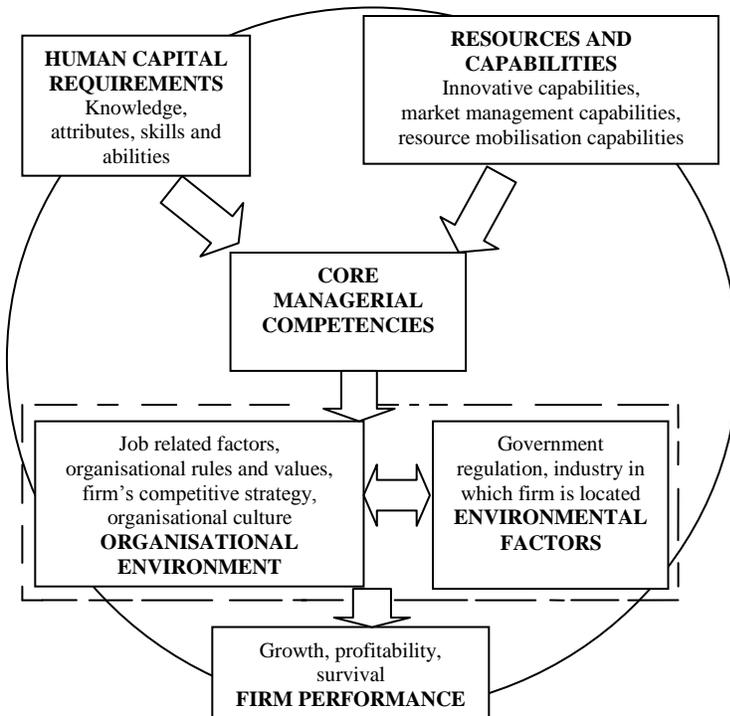 HUMAN CAPITAL
REQUIREMENTS
Knowledge,
attributes, skills and
abilities
RESOURCES AND
CAPABILITIES
Innovative capabilities,
market management capabilities,
resource mobilisation capabilities
CORE
MANAGERIAL
COMPETENCIES
Job related factors,
organisational rules and values,
firm's competitive strategy,
organisational culture
ORGANISATIONAL
ENVIRONMENT
Government
regulation, industry in
which firm is located
ENVIRONMENTAL
FACTORS
Growth, profitability,
survival
FIRM PERFORMANCE